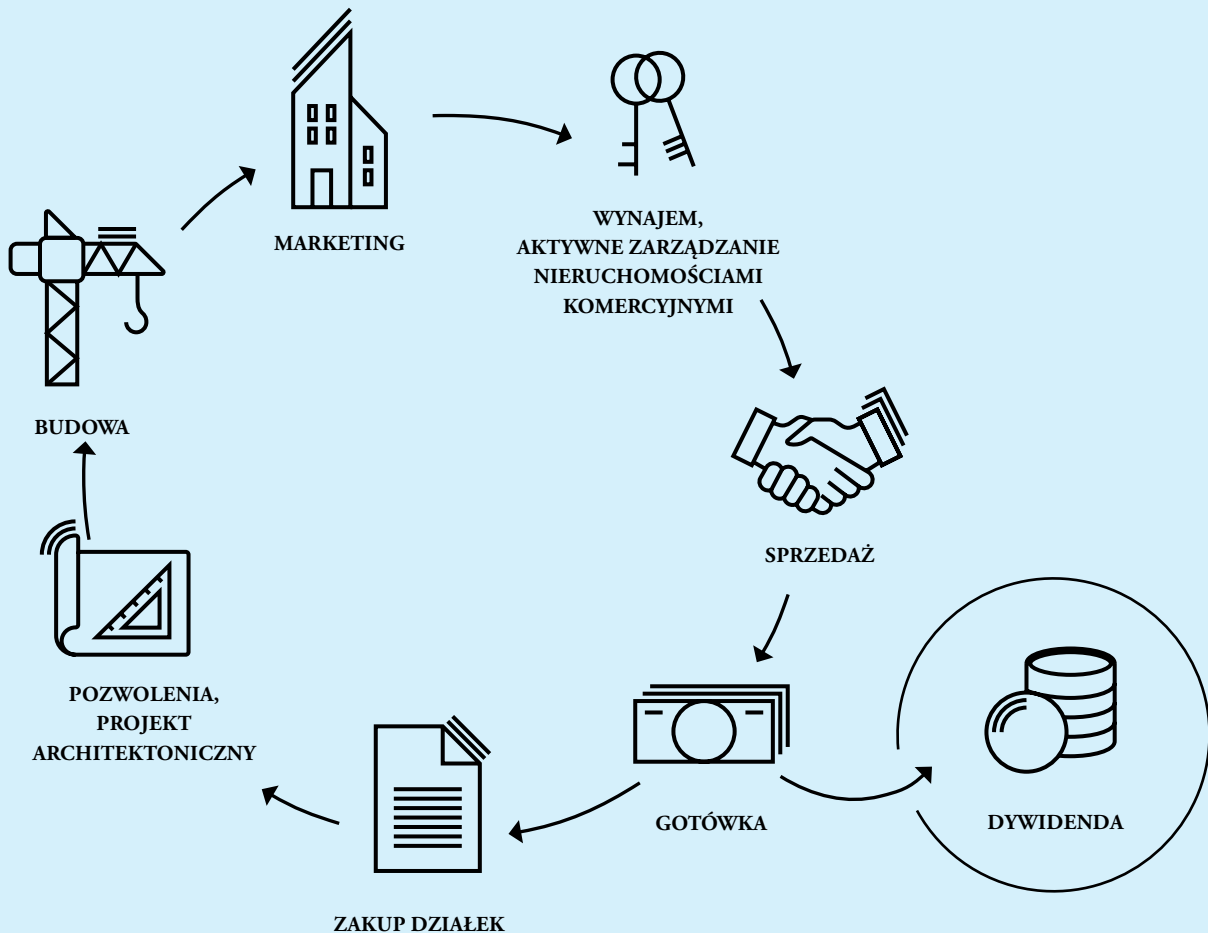 MARKETING
WYNAJEM,
AKTYWNE ZARZĄDZANIE
NIERUCHOMOŚCIAMI
KOMERCYJNYMI
BUDOWA
SPRZEDAŻ
POZWOLENIA,
PROJEKT
ARCHITEKTONICZNY
GOTÓWKA
DYWIDENDA
ZAKUP DZIAŁEK